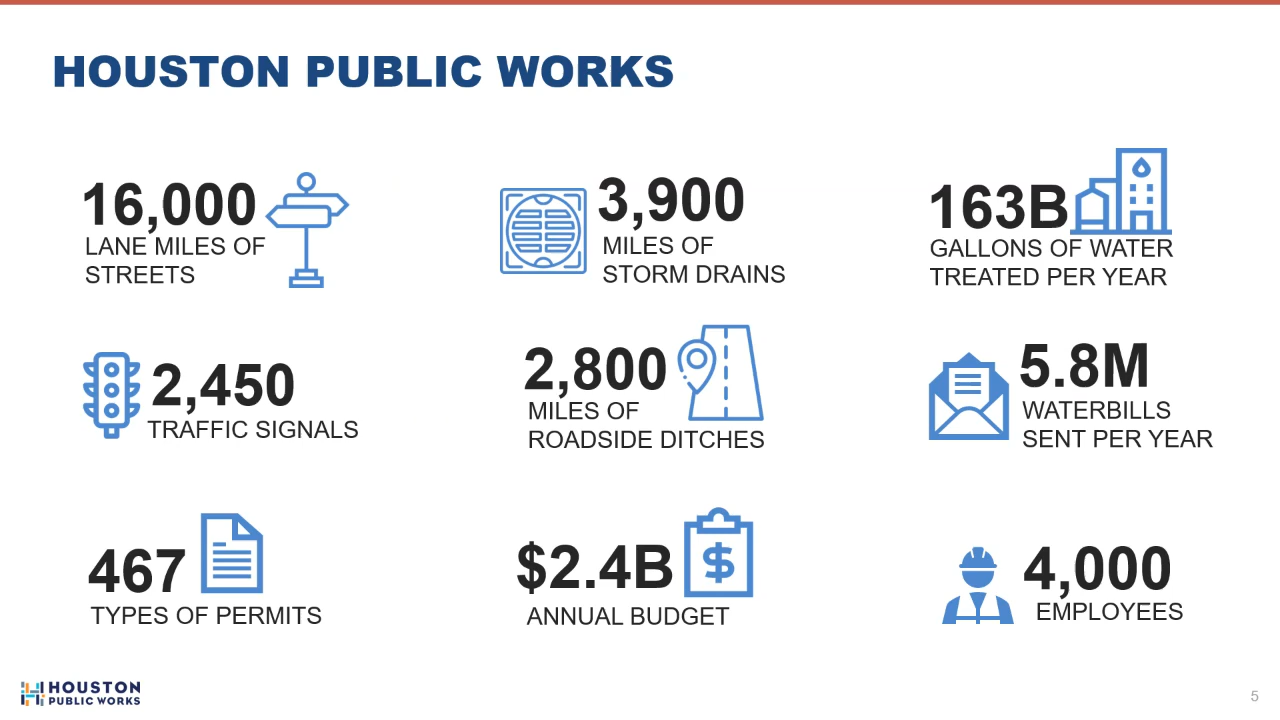 HOUSTON PUBLIC WORKS
16,000
LANE MILES OF
STREETS
3,900
MILES OF
STORM DRAINS
163B
GALLONS OF WATER
TREATED PER YEAR
2,450
TRAFFIC SIGNALS
2,800
MILES OF
ROADSIDE DITCHES
5.8M
WATERBILLS
SENT PER YEAR
467
TYPES OF PERMITS
$2.4B
$
ANNUAL BUDGET
4,000
EMPLOYEES
HOUSTON
PUBLIC WORKS
5